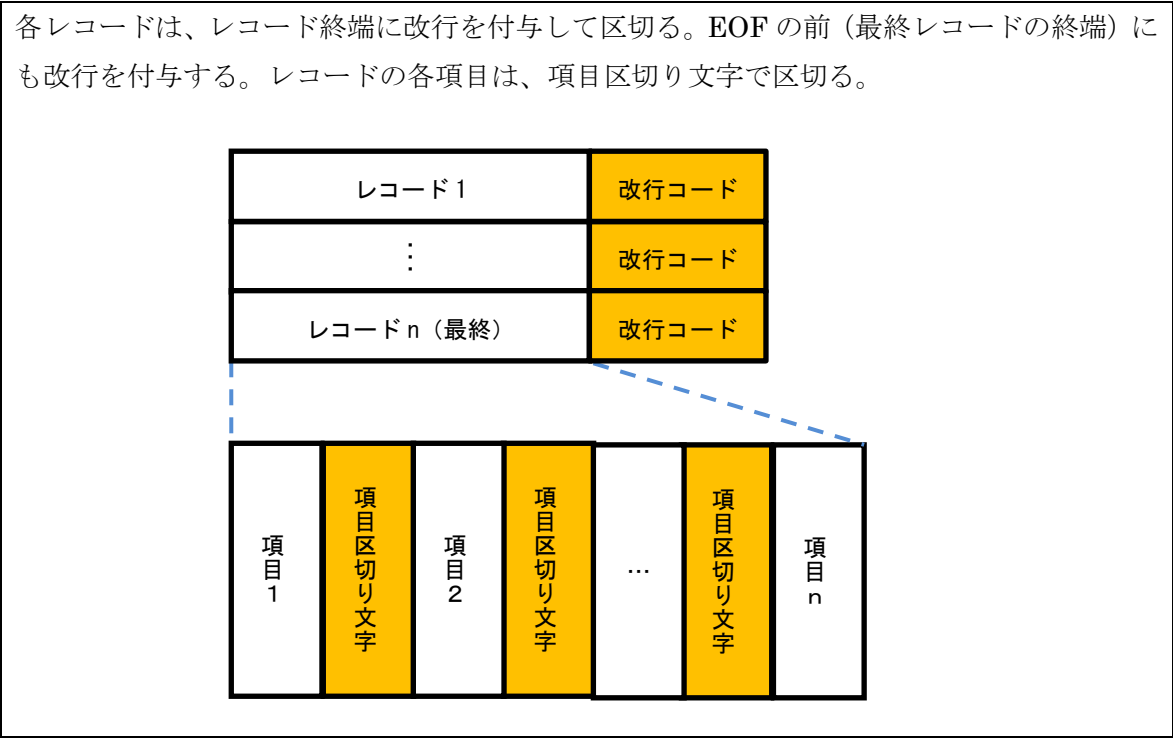 各レコードは、レコード終端に改行を付与して区切る。EOF の前（最終レコードの終端）に
も改行を付与する。レコードの各項目は、項目区切り文字で区切る。
レコード１
改行コード
⋮
改行コード
レコードｎ（最終）
改行コード
項目１
項目区切り文字
項目２
項目区切り文字
…
項目区切り文字
項目ｎ